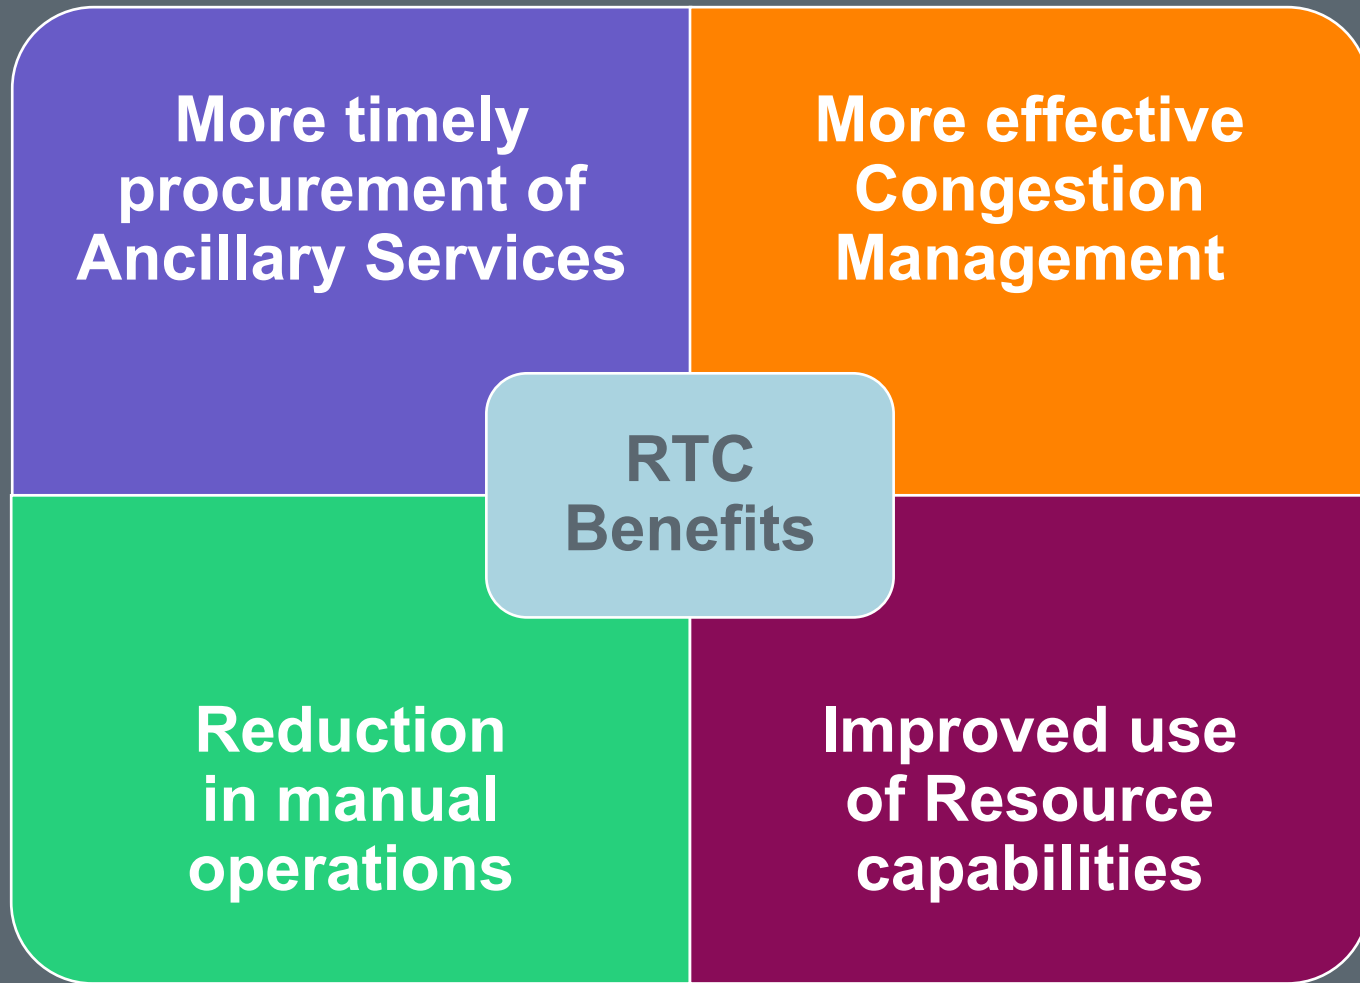 More timely
procurement of
Ancillary Services
More effective
Congestion
Management
RTC
Benefits
Reduction
in manual
operations
Improved use
of Resource
capabilities